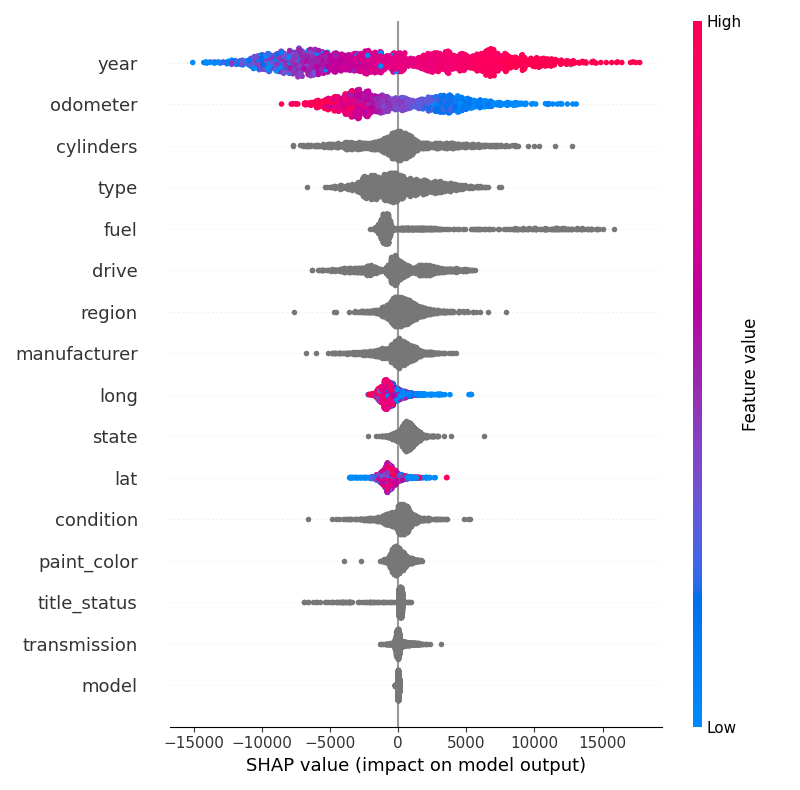 High
year
odometer
cylinders
type
fuel
drive
region
manufacturer
long
state
lat
condition
paint_color
title_status
transmission
model
Feature value
Low
−15000 −10000 −5000 0 5000 10000 15000
SHAP value (impact on model output)